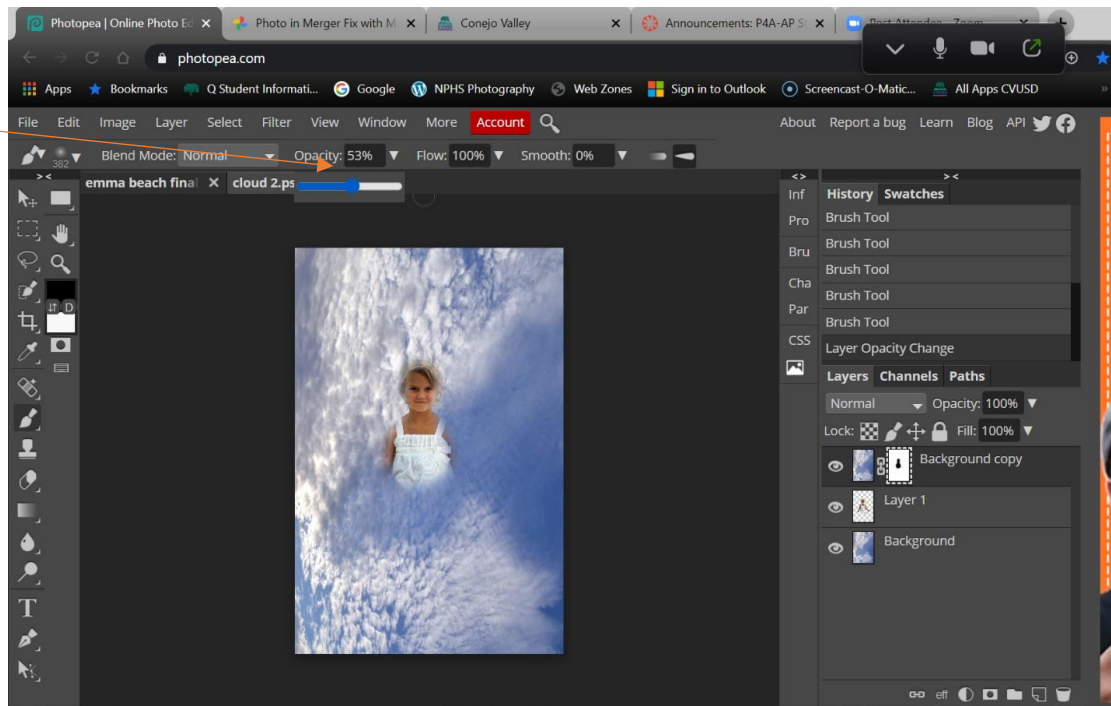 Photopea | Online Photo Ed
Photo in Merger Fix with M
Conejo Valley
Announcements: P4A-AP S
Post Attendee - Zoom
photopea.com
Apps Bookmarks Q Student Informati... Google NPHS Photography Web Zones Sign in to Outlook Screencast-O-Matic... All Apps CVUSD »
File Edit Image Layer Select Filter View Window More Account About Report a bug Learn Blog API
382 Blend Mode: Normal Opacity: 53% Flow: 100% Smooth: 0%
emma beach final cloud 2.ps
Inf
Pro
Bru
Cha
Par
CSS
History Swatches
Brush Tool
Brush Tool
Brush Tool
Brush Tool
Brush Tool
Layer Opacity Change
Layers Channels Paths
Normal Opacity: 100%
Lock: Fill: 100%
Background copy
Layer 1
Background
D
T
eff